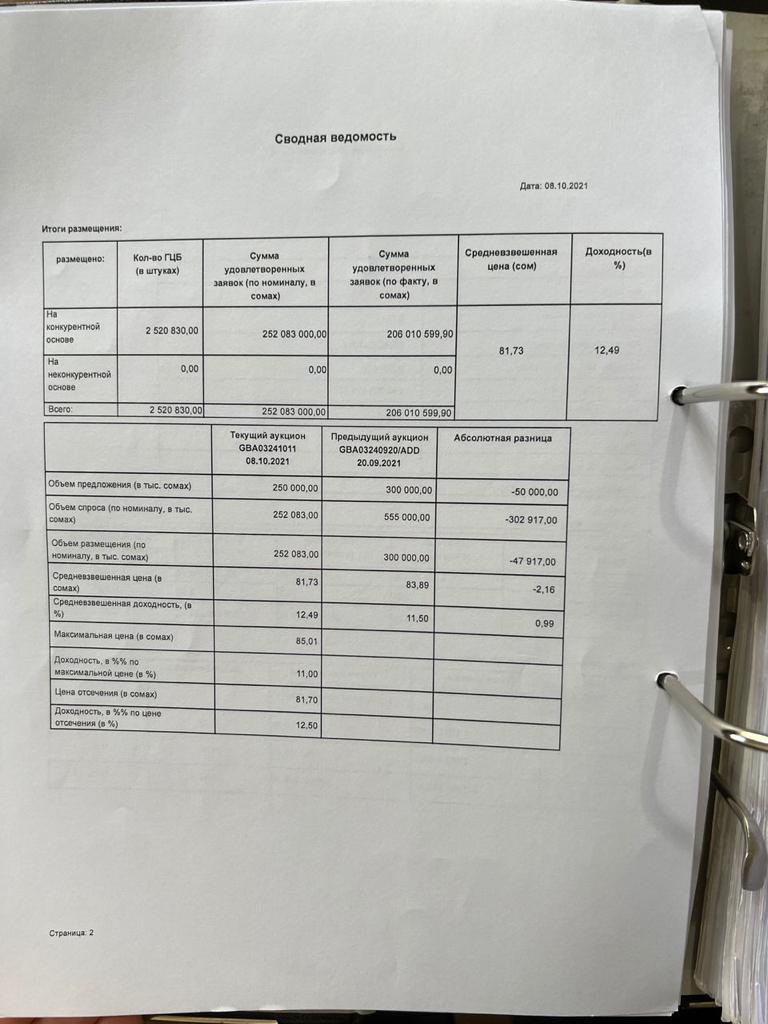 Сводная ведомость
Дата: 08.10.2021
Итоги размещения:
размещено:
Кол-во ГЦБ
(в штуках)
Сумма
удовлетворенных
заявок (по номиналу, в
сомах)
Сумма
удовлетворенных
заявок (по факту, в
сомах)
Средневзвешенная
цена (сом)
Доходность(в
%)
На
конкурентной
основе
2 520 830,00
252 083 000,00
206 010 599,90
81,73
12,49
На
неконкурентной
основе
0,00
0,00
0,00
Всего:
2 520 830,00
252 083 000,00
206 010 599,90
Текущий аукцион
GBA03241011
08.10.2021
Предыдущий аукцион
GBA03240920/ADD
20.09.2021
Абсолютная разница
Объем предложения (в тыс. сомах)
250 000,00
300 000,00
-50 000,00
Объем спроса (по номиналу, в тыс.
сомах)
252 083,00
555 000,00
-302 917,00
Объем размещения (по
номиналу, в тыс. сомах)
252 083,00
300 000,00
-47 917,00
Средневзвешенная цена (в
сомах)
81,73
83,89
-2,16
Средневзвешенная доходность, (в
%)
12,49
11,50
0,99
Максимальная цена (в сомах)
85,01
Доходность, в %% по
максимальной цене (в %)
11,00
Цена отсечения (в сомах)
81,70
Доходность, в %% по цене
отсечения (в %)
12,50
Страница: 2